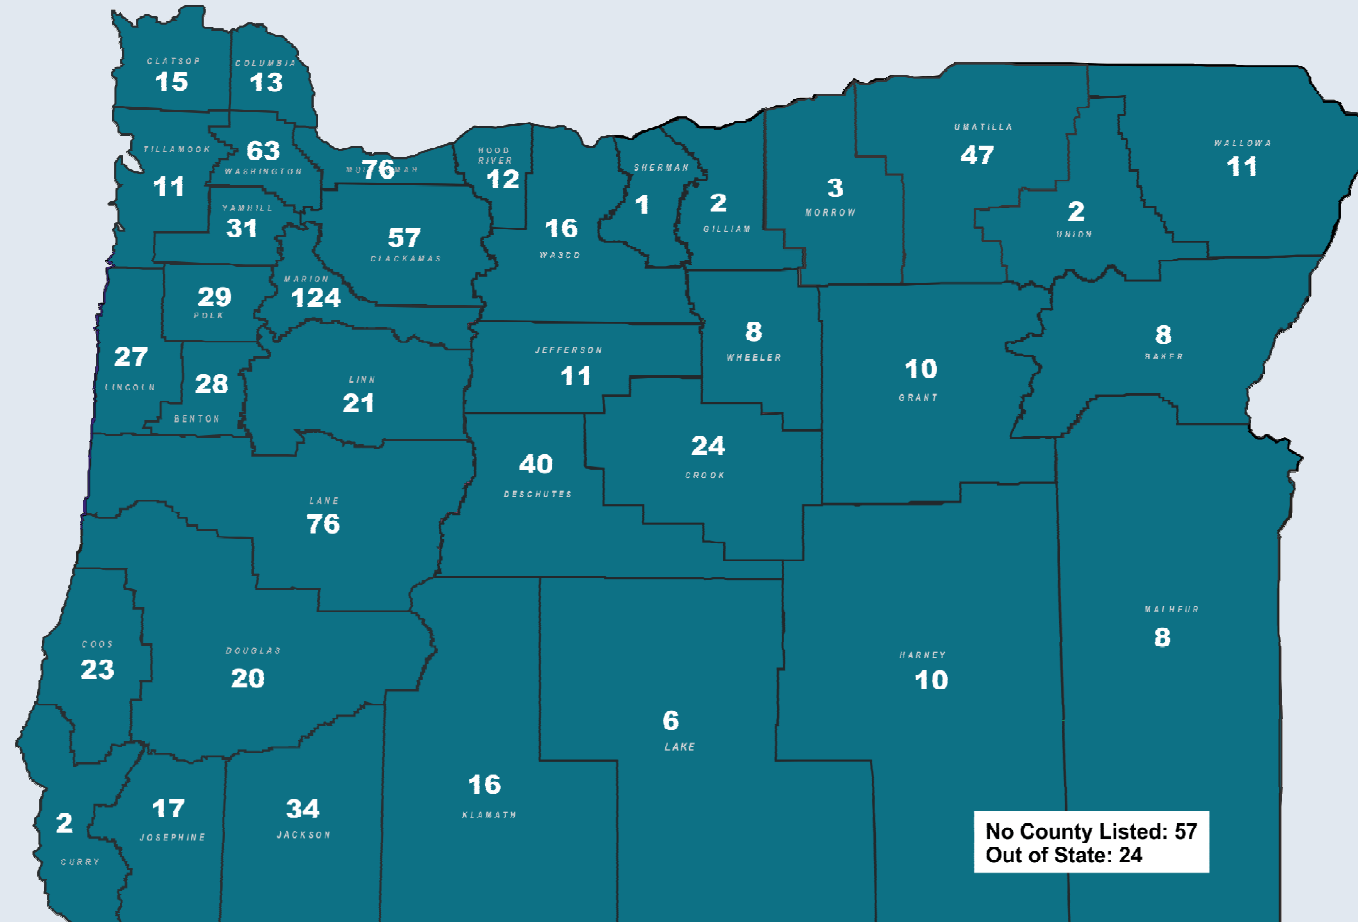 CLATSOP
15
COLUMBIA
13
TILLAMOOK
11
63
WASHINGTON
76
HOOD
RIVER
12
SHERMAN
1
2
GILLIAM
3
MORROW
UMATILLA
47
WALLOWA
11
YAMHILL
31
57
CLACKAMAS
16
WASCO
2
UNION
29
POLK
MARION
124
27
LINCOLN
28
BENTON
LINN
21
JEFFERSON
11
8
WHEELER
10
GRANT
8
BAKER
40
DESCHUTES
24
CROOK
LANE
76
COOS
23
DOUGLAS
20
6
LAKE
HARNEY
10
MALHEUR
8
2
CURRY
17
JOSEPHINE
34
JACKSON
16
KLAMATH
No County Listed: 57
Out of State: 24